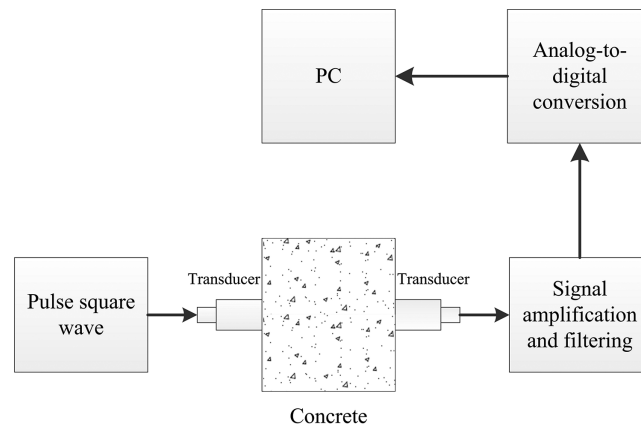 PC
Analog-to-
digital
conversion
Transducer
Transducer
Pulse square
wave
Signal
amplification
and filtering
Concrete